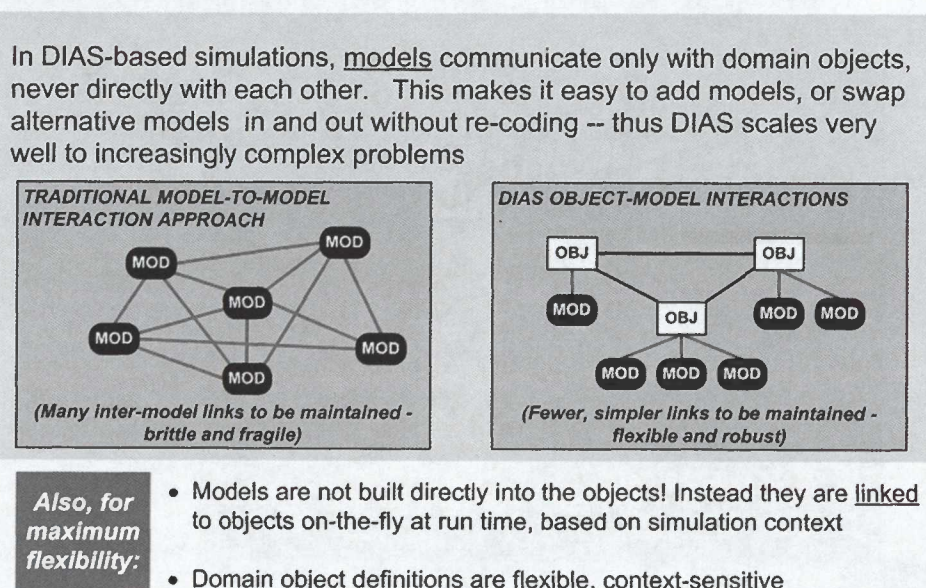 In DIAS-based simulations, models communicate only with domain objects,
never directly with each other.   This makes it easy to add models, or swap
alternative models  in and out without re-coding -- thus DIAS scales very
well to increasingly complex problems
TRADITIONAL MODEL-TO-MODEL
INTERACTION APPROACH
MOD
MOD
MOD
MOD
MOD
MOD
(Many inter-model links to be maintained -
brittle and fragile)
DIAS OBJECT-MODEL INTERACTIONS
OBJ
OBJ
MOD
OBJ
MOD
MOD
MOD
MOD
MOD
(Fewer, simpler links to be maintained -
flexible and robust)
Also, for
maximum
flexibility:
• Models are not built directly into the objects! Instead they are linked
to objects on-the-fly at run time, based on simulation context
• Domain object definitions are flexible, context-sensitive